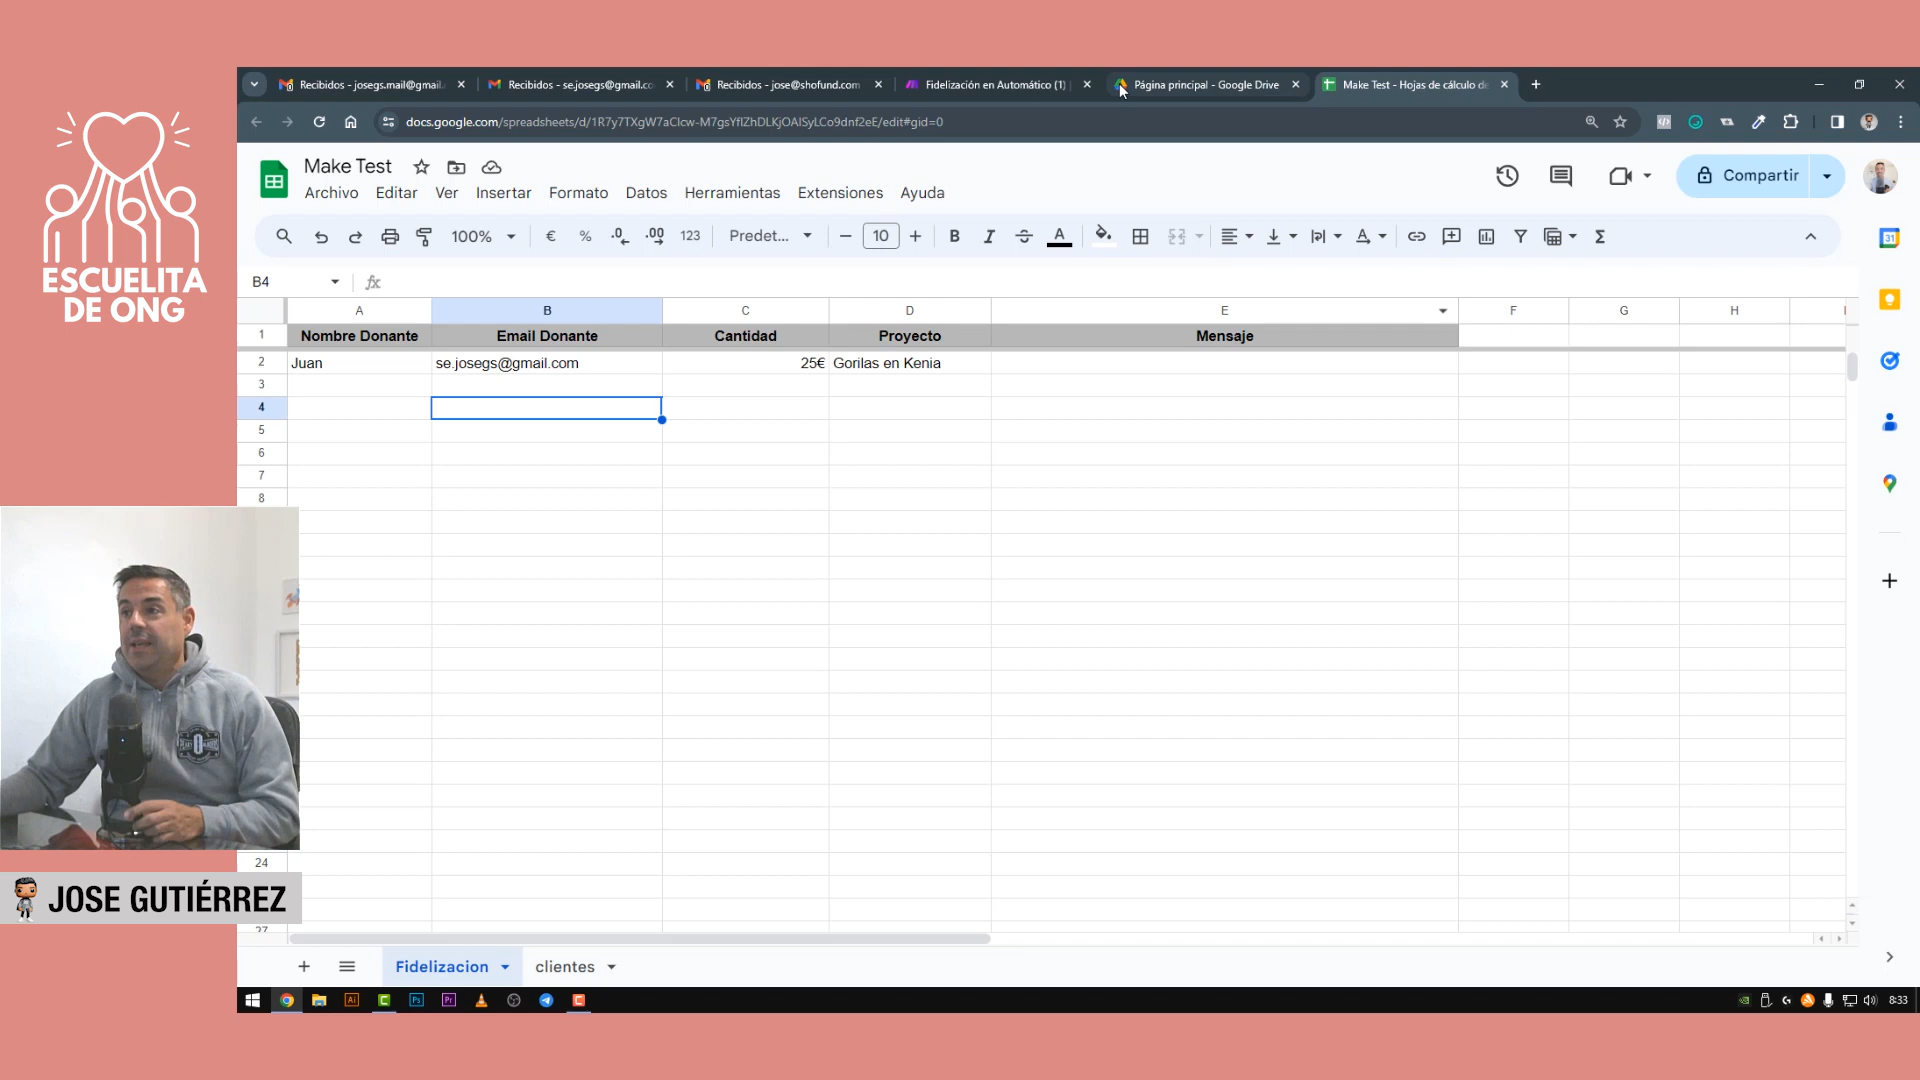 Recibidos - josegs.mail@gmail.
Recibidos - se.josegs@gmail.co
Recibidos - jose@shofund.com
Fidelización en Automático (1) |
Página principal - Google Drive
Make Test - Hojas de cálculo de
docs.google.com/spreadsheets/d/1R7y7TXgW7aClcw-M7gsYflZhDLKjOAlSyLCo9dnf2eE/edit#gid=0
ESCUELITA
DE ONG
Make Test
Archivo Editar Ver Insertar Formato Datos Herramientas Extensiones Ayuda
Compartir
100% € % .0 .00 123 Predet... 10 B I A Σ
B4 fx
A B C D E F G H
1 Nombre Donante Email Donante Cantidad Proyecto Mensaje
2 Juan se.josegs@gmail.com 25€ Gorilas en Kenia
3
4
5
6
7
8
24
27
JOSE GUTIÉRREZ
Fidelizacion clientes
8:33